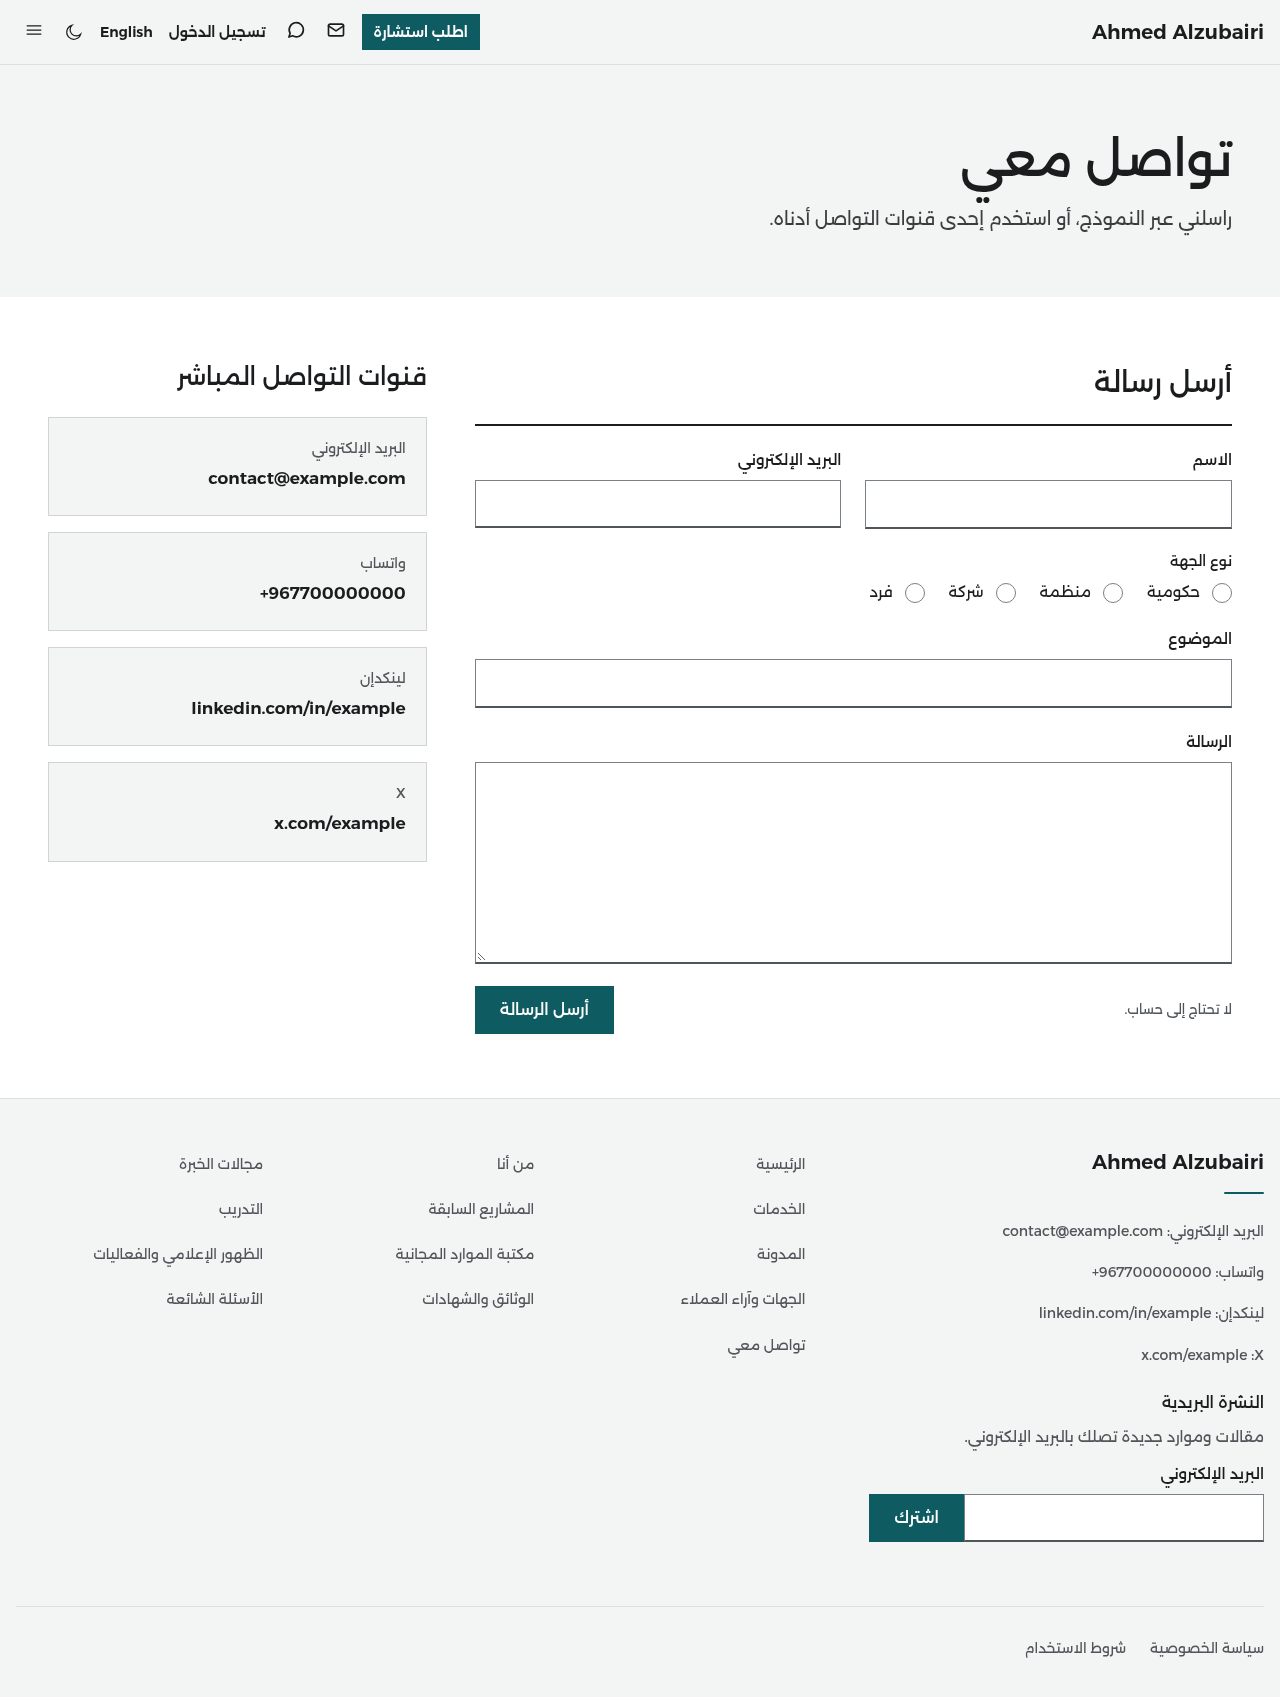 Ahmed Alzubairi
اطلب استشارة
تسجيل الدخول
English
تواصل معي
راسلني عبر النموذج، أو استخدم إحدى قنوات التواصل أدناه.
أرسل رسالة
الاسم
البريد الإلكتروني
نوع الجهة
حكومية
منظمة
شركة
فرد
الموضوع
الرسالة
لا تحتاج إلى حساب.
أرسل الرسالة
قنوات التواصل المباشر
البريد الإلكتروني
contact@example.com
واتساب
+967700000000
لينكدإن
linkedin.com/in/example
X
x.com/example
Ahmed Alzubairi
البريد الإلكتروني: contact@example.com
واتساب: +967700000000
لينكدإن: linkedin.com/in/example
X: x.com/example
النشرة البريدية
مقالات وموارد جديدة تصلك بالبريد الإلكتروني.
البريد الإلكتروني
اشترك
الرئيسية
من أنا
مجالات الخبرة
الخدمات
المشاريع السابقة
التدريب
المدونة
مكتبة الموارد المجانية
الظهور الإعلامي والفعاليات
الجهات وآراء العملاء
الوثائق والشهادات
الأسئلة الشائعة
تواصل معي
سياسة الخصوصية
شروط الاستخدام